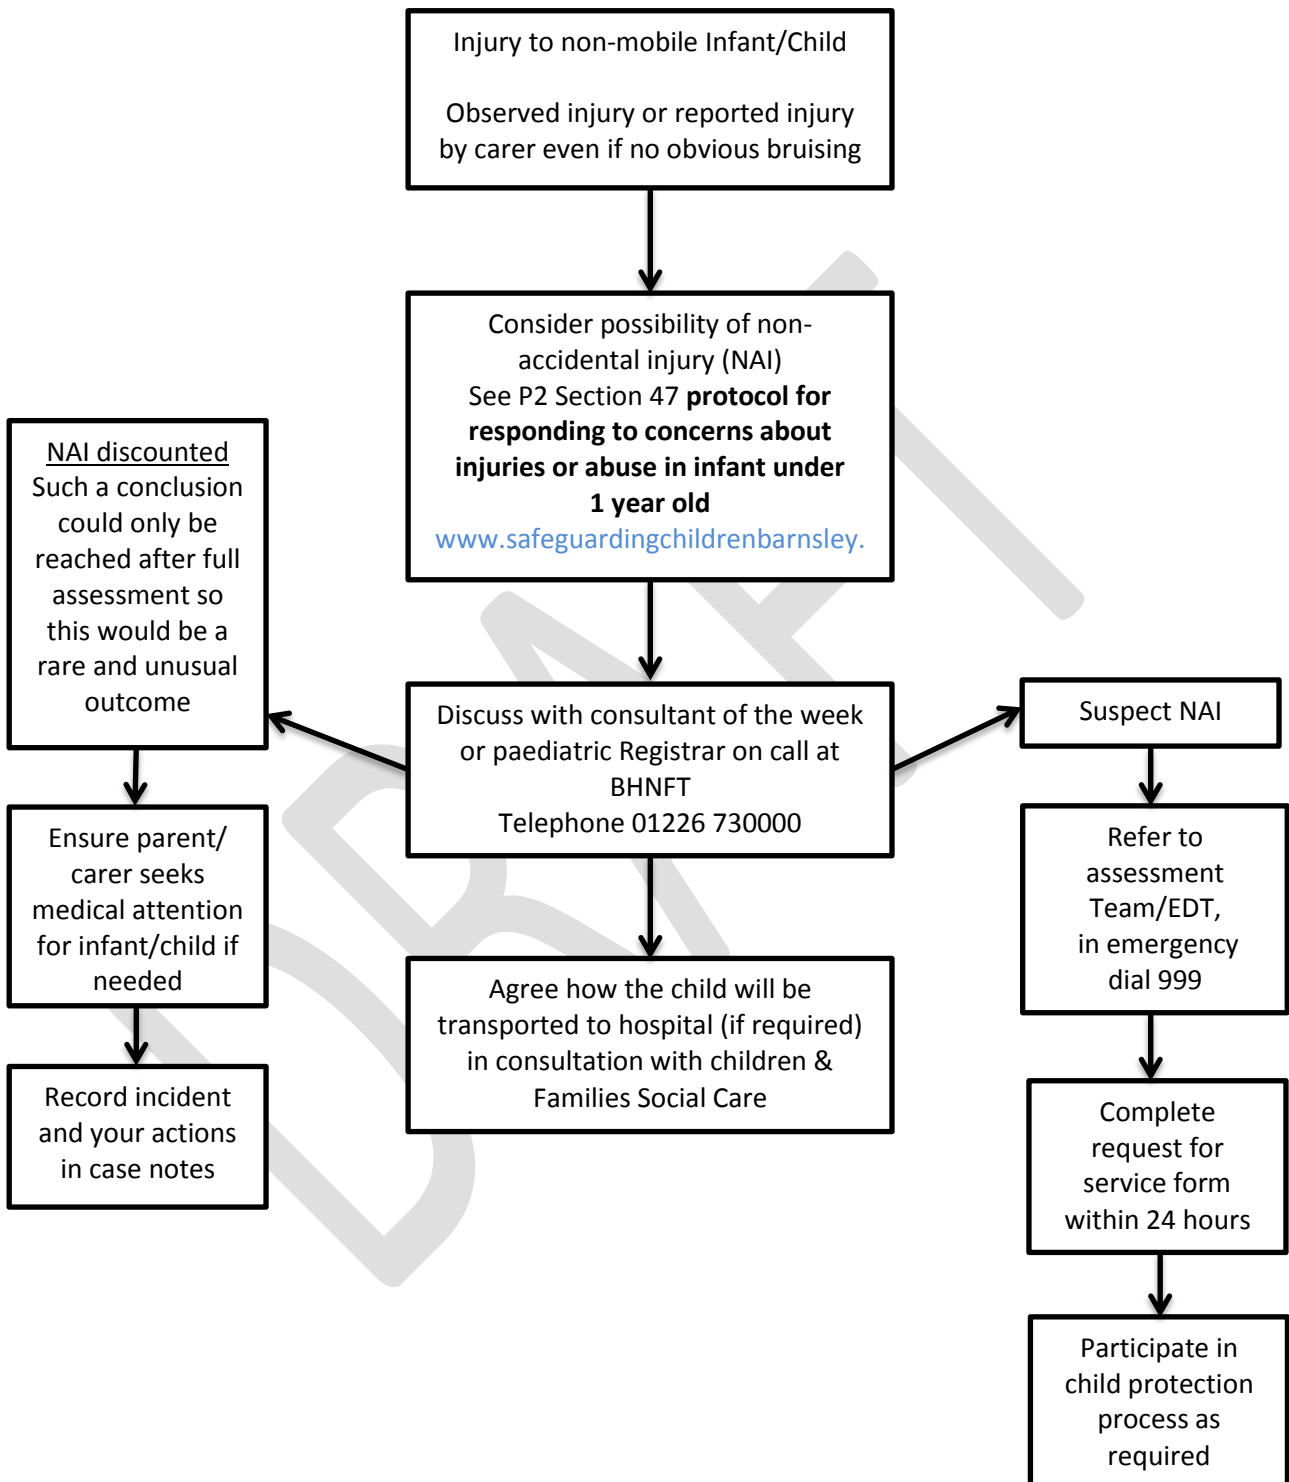 Injury to non-mobile Infant/Child
Observed injury or reported injury
by carer even if no obvious bruising
Consider possibility of non-
accidental injury (NAI)
See P2 Section 47 protocol for
responding to concerns about
injuries or abuse in infant under
1 year old
www.safeguardingchildrenbarnsley.
NAI discounted
Such a conclusion
could only be
reached after full
assessment so
this would be a
rare and unusual
outcome
Discuss with consultant of the week
or paediatric Registrar on call at
BHNFT
Telephone 01226 730000
Suspect NAI
Ensure parent/
carer seeks
medical attention
for infant/child if
needed
Refer to
assessment
Team/EDT,
in emergency
dial 999
Agree how the child will be
transported to hospital (if required)
in consultation with children &
Families Social Care
Record incident
and your actions
in case notes
Complete
request for
service form
within 24 hours
Participate in
child protection
process as
required
DRAFT